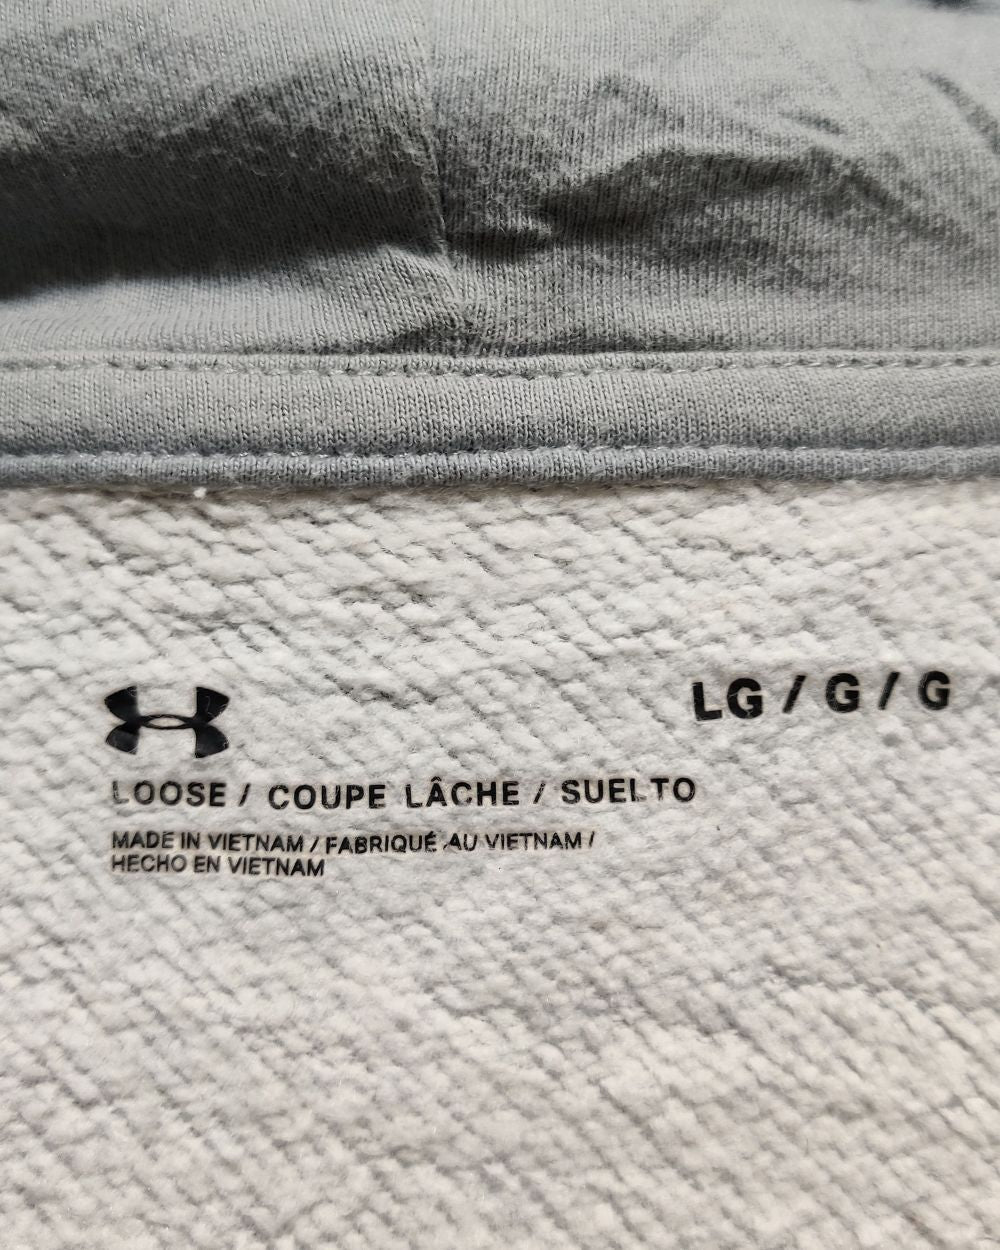 LG / G / G
LOOSE / COUPE LÂCHE / SUELTO
MADE IN VIETNAM / FABRIQUÉ AU VIETNAM /
HECHO EN VIETNAM